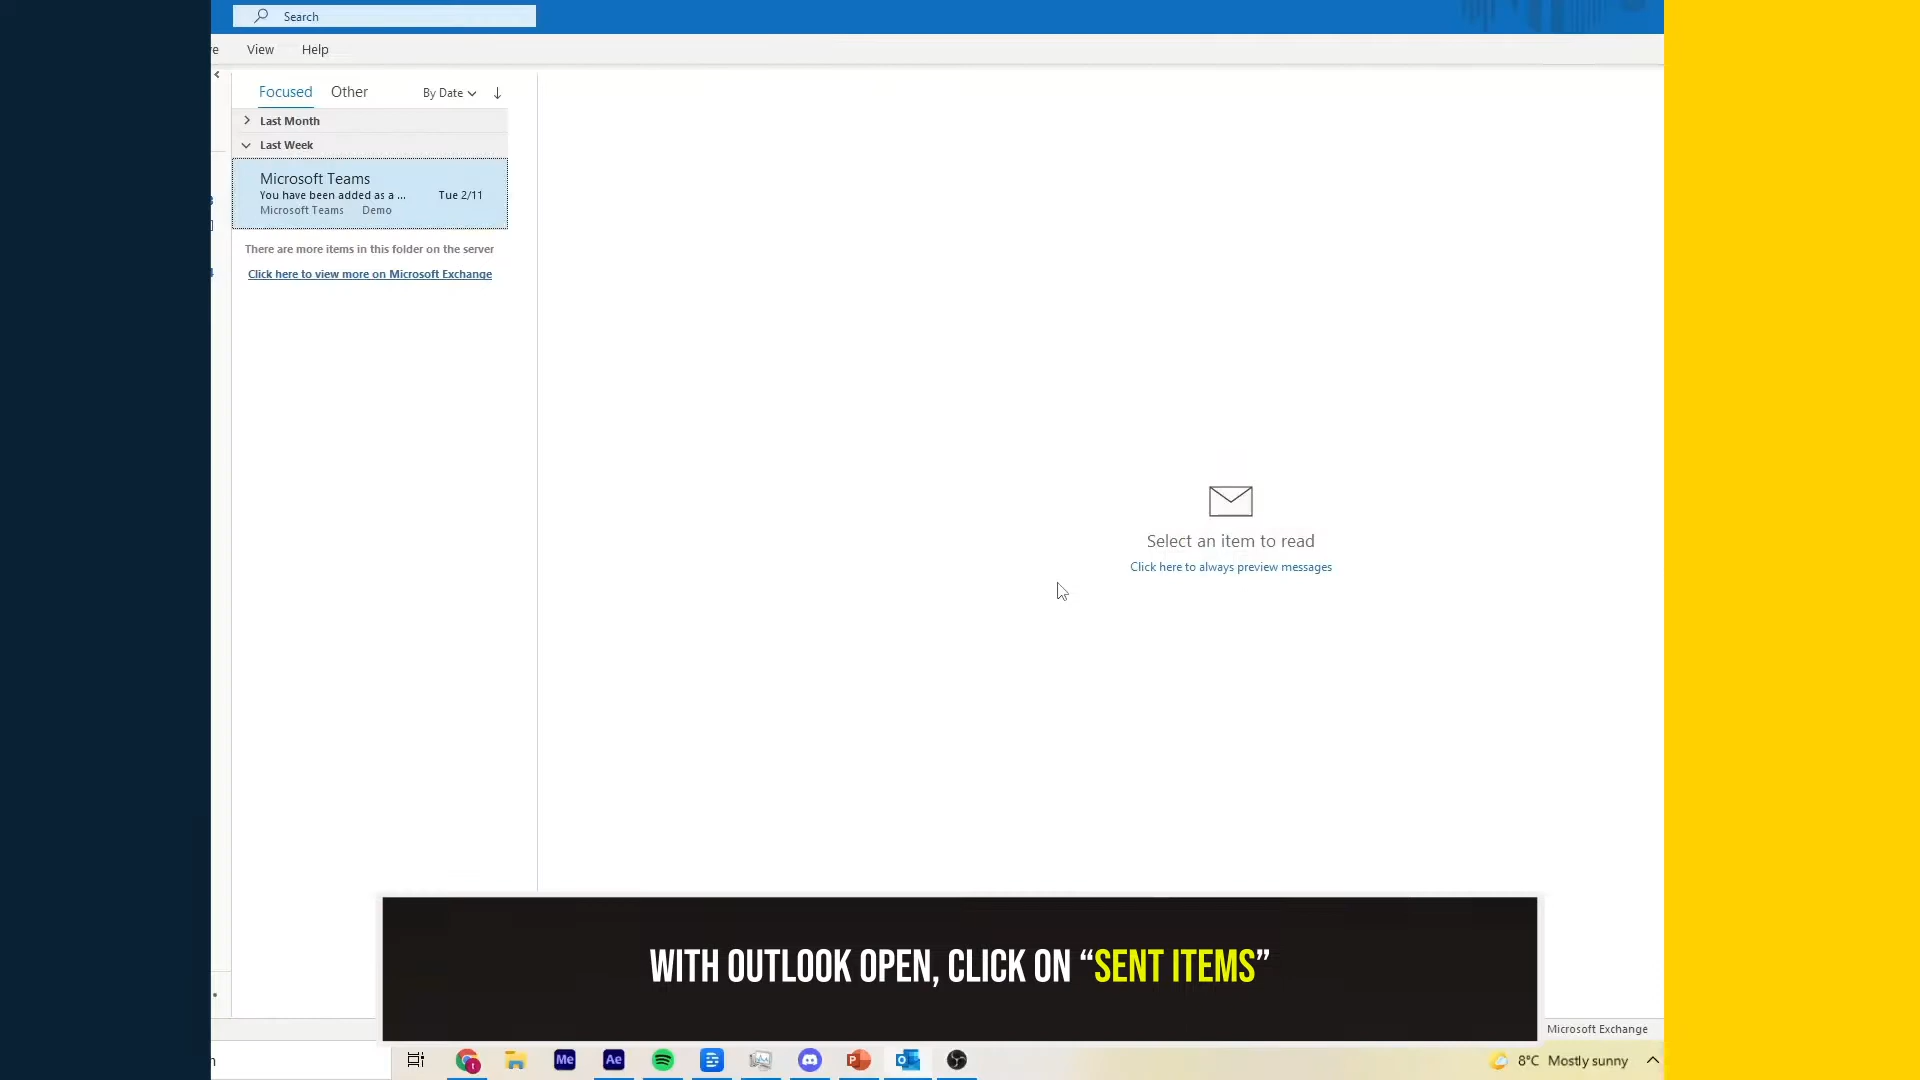 Search
View Help
Focused Other By Date
Last Month
Last Week
Microsoft Teams
You have been added as a ... Tue 2/11
Microsoft Teams Demo
There are more items in this folder on the server
Click here to view more on Microsoft Exchange
Select an item to read
Click here to always preview messages
WITH OUTLOOK OPEN, CLICK ON “SENT ITEMS”
Microsoft Exchange
Me Ae 8°C Mostly sunny